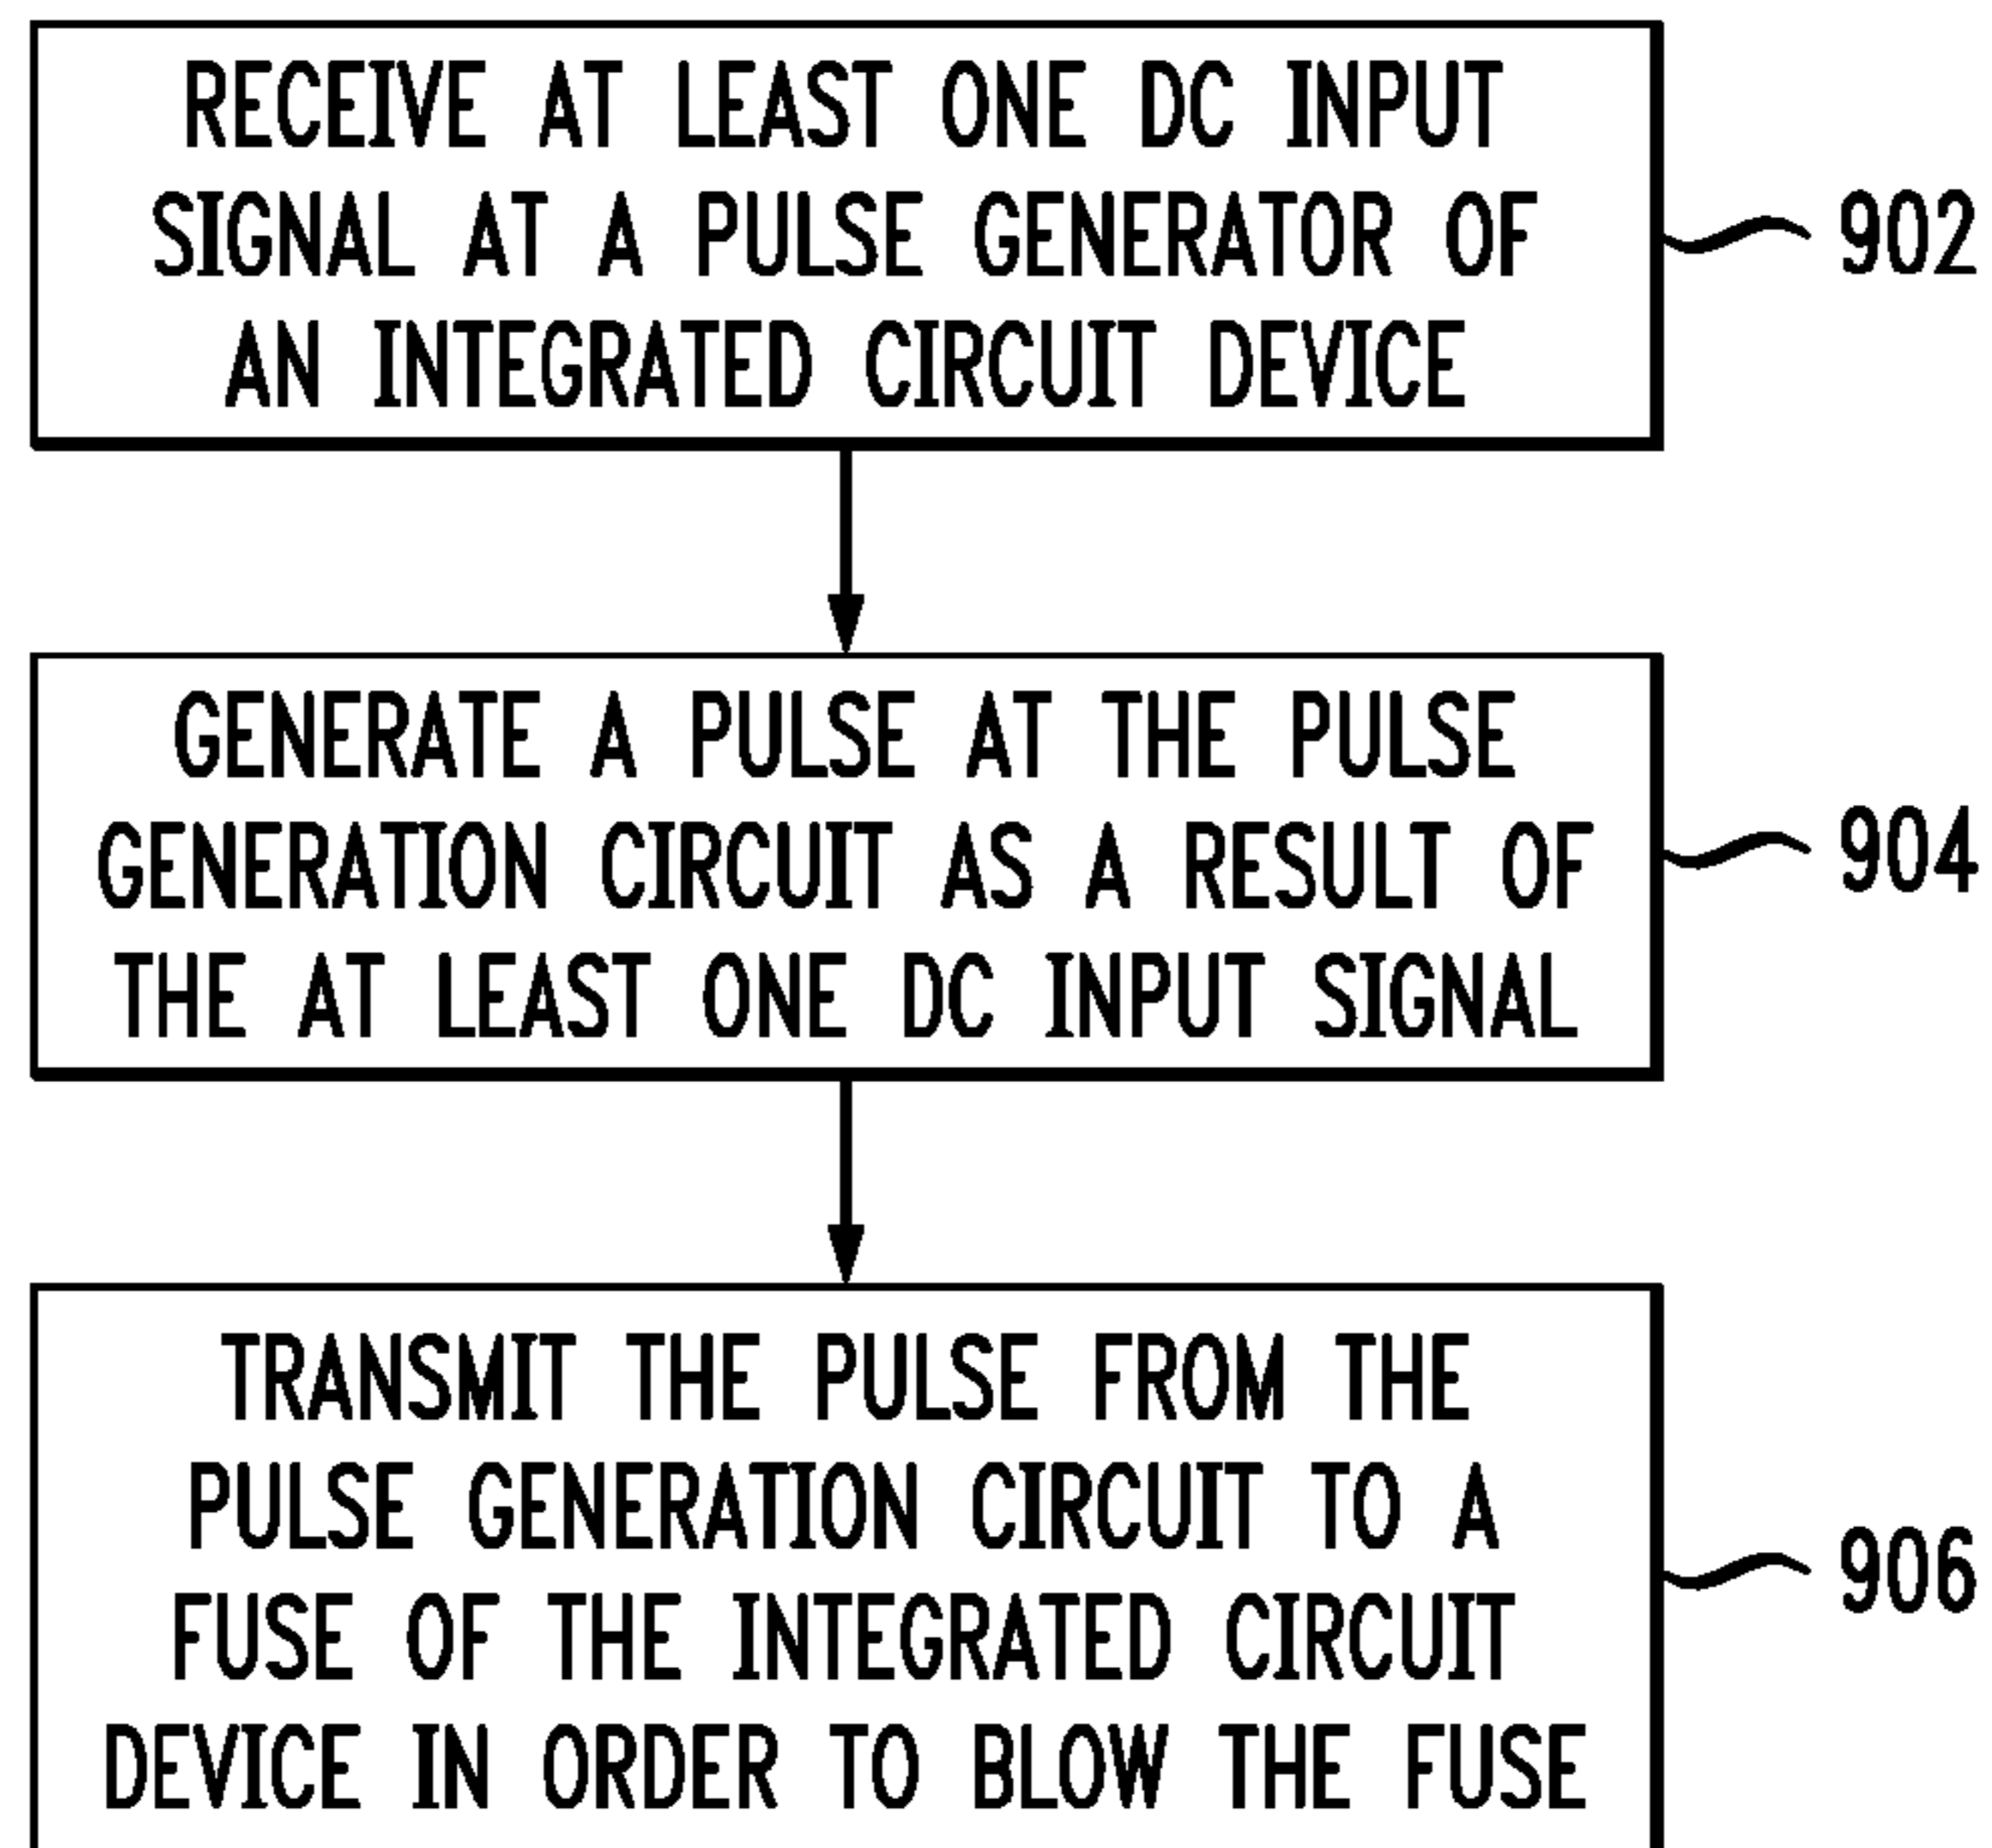 RECEIVE AT LEAST ONE DC INPUT
SIGNAL AT A PULSE GENERATOR OF
AN INTEGRATED CIRCUIT DEVICE
902
GENERATE A PULSE AT THE PULSE
GENERATION CIRCUIT AS A RESULT OF
THE AT LEAST ONE DC INPUT SIGNAL
904
TRANSMIT THE PULSE FROM THE
PULSE GENERATION CIRCUIT TO A
FUSE OF THE INTEGRATED CIRCUIT
DEVICE IN ORDER TO BLOW THE FUSE
906